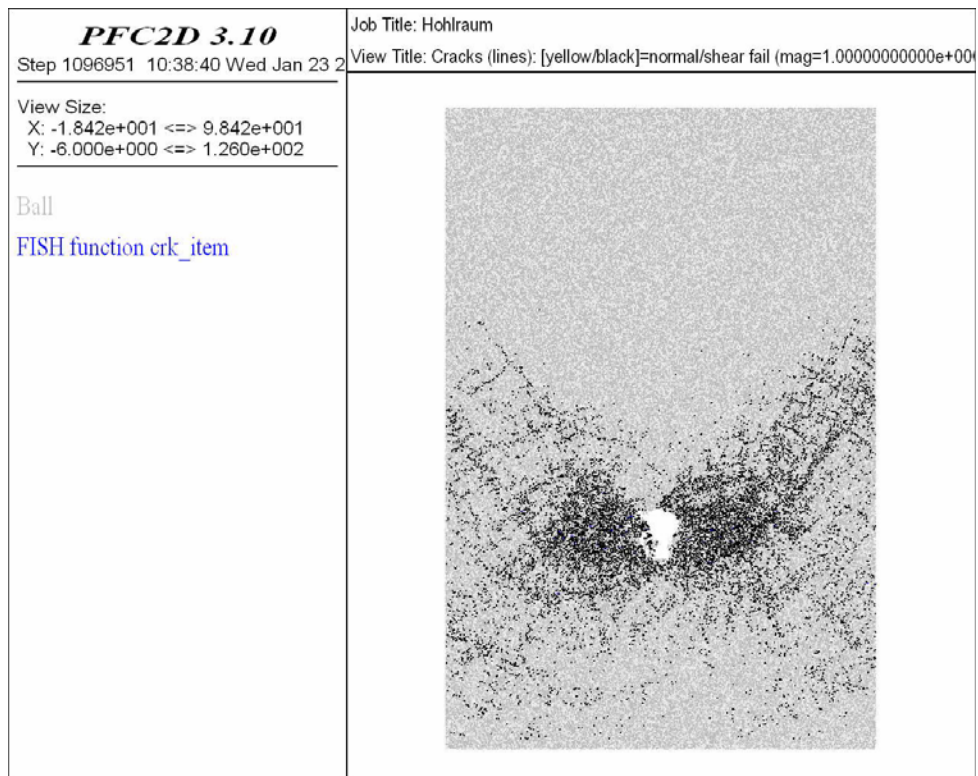 PFC2D 3.10
Step 1096951 10:38:40 Wed Jan 23 2
View Size:
X: -1.842e+001 <=> 9.842e+001
Y: -6.000e+000 <=> 1.260e+002
Ball
FISH function crk_item
Job Title: Hohlraum
View Title: Cracks (lines): [yellow/black]=normal/shear fail (mag=1.00000000000e+00